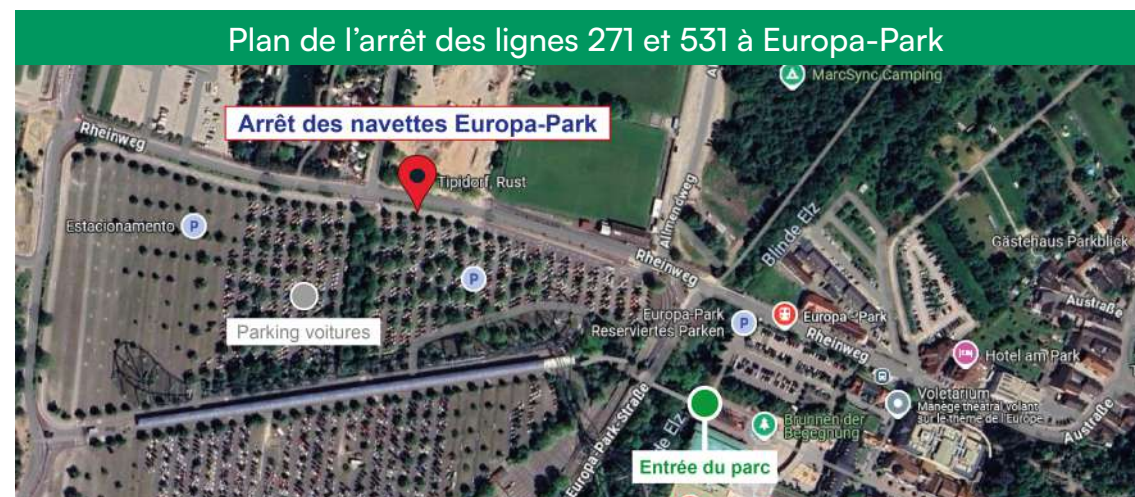 Plan de l'arrêt des lignes 271 et 531 à Europa-Park
MarcSync Camping
Arrêt des navettes Europa-Park
Rheinweg
Tipidorf, Rust
Allmendweg
Blinde Elz
Estacionamento P
Gästehaus Parkblick
P
Rheinweg
Parking voitures
Europa-Park
Reserviertes Parken
P
Europa - Park
Rheinweg
Austraße
Hotel am Park
Voletarium
Manège théâtral volant
sur le thème de l'Europe
Europa-Park-Straße
Brunnen der
Begegnung
Austraße
Entrée du parc